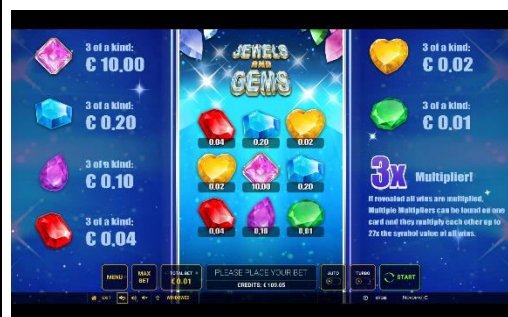 3 of a kind:
€ 10.00
3 of a kind:
€ 0.20
3 of a kind:
€ 0.10
3 of a kind:
€ 0.04
JEWELS
AND
GEMS
0.04 0.20 0.02
0.02 10.00 0.20
0.04 0.10 0.01
3 of a kind:
€ 0.02
3 of a kind:
€ 0.01
3X Multiplier!
If revealed all wins are multiplied.
Multiple Multipliers can be found on one
card and they multiply each other up to
27x the symbol value at all wins.
MENU
MAX
BET
TOTAL BET
€ 0.01
PLEASE PLACE YOUR BET
CREDITS: € 109.05
AUTO
TURBO
START